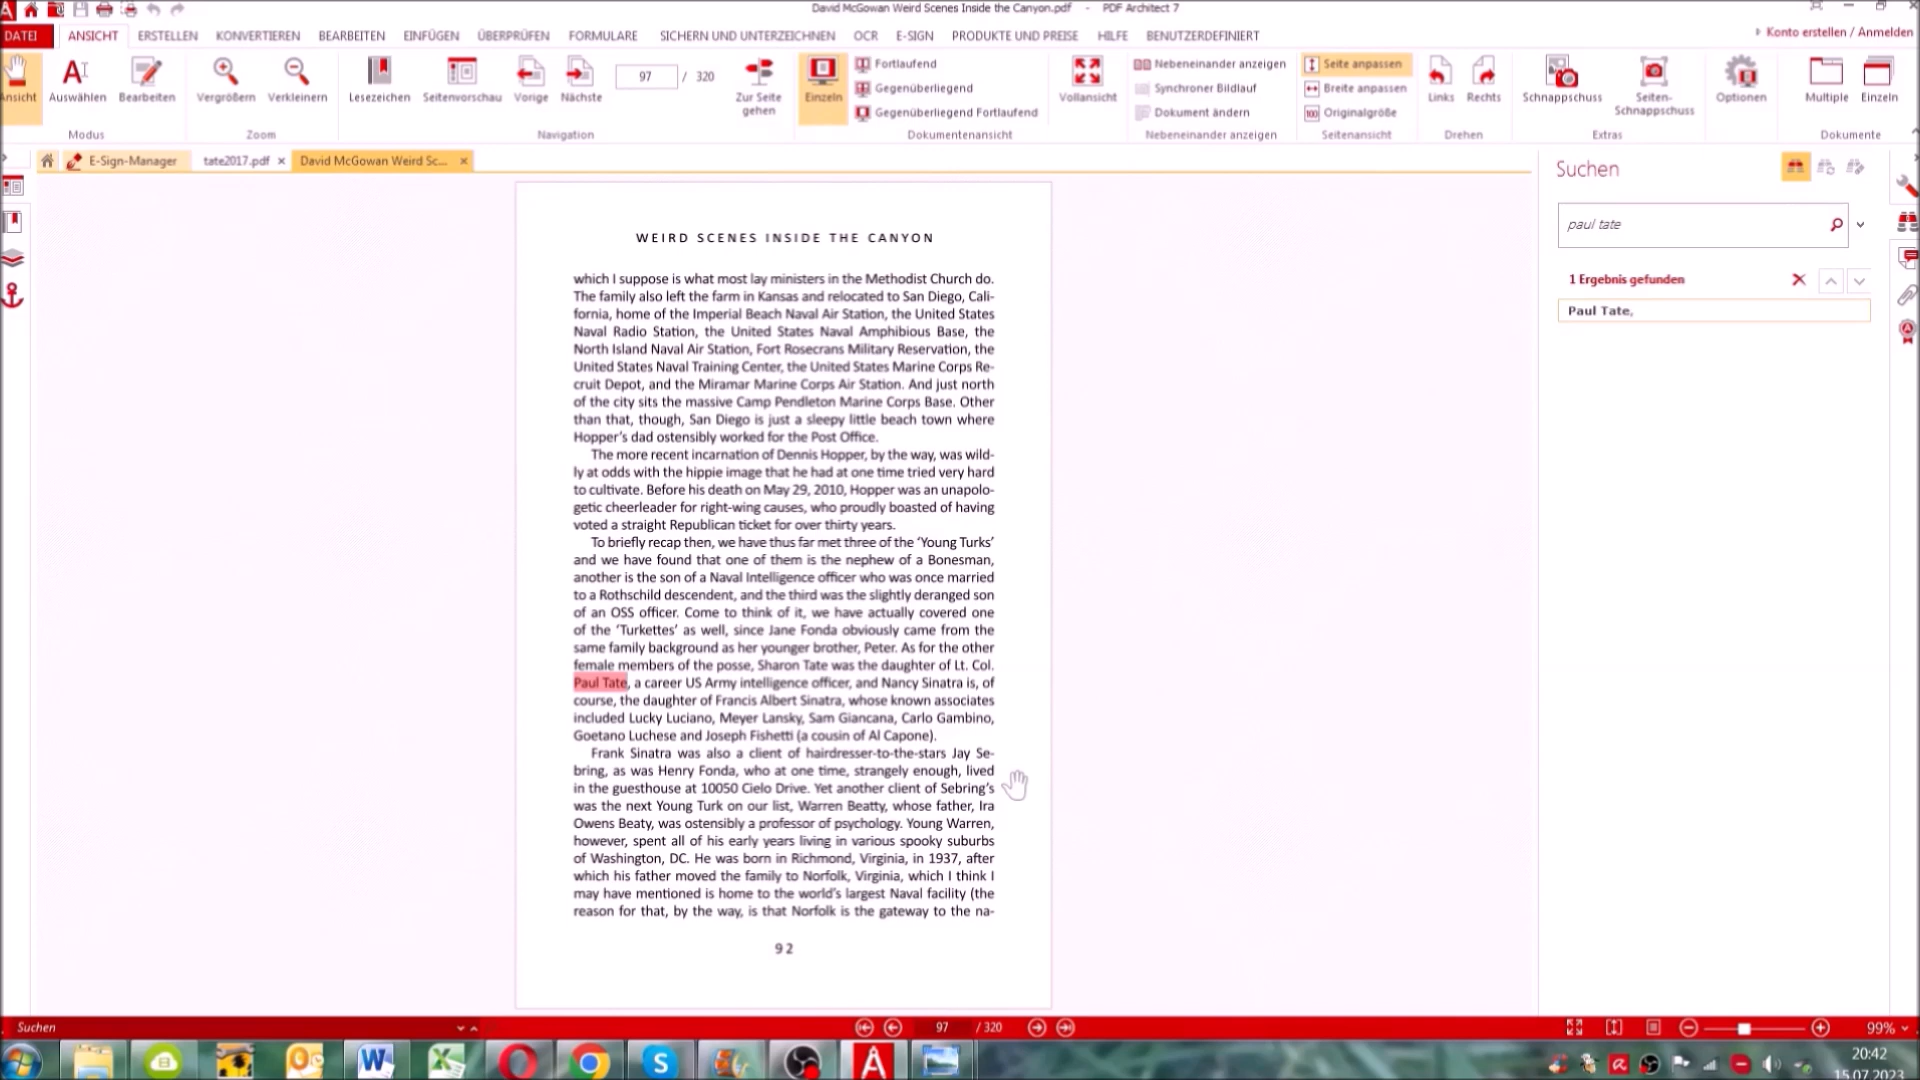 David McGowan Weird Scenes Inside the Canyon.pdf - PDF Architect 7
DATEI ANSICHT ERSTELLEN KONVERTIEREN BEARBEITEN EINFÜGEN ÜBERPRÜFEN FORMULARE SICHERN UND UNTERZEICHNEN OCR E-SIGN PRODUKTE UND PREISE HILFE BENUTZERDEFINIERT Konto erstellen / Anmelden
Ansicht Auswählen Bearbeiten Vergrößern Verkleinern Lesezeichen Seitenvorschau Vorige Nächste 97 / 320 Zur Seite gehen Einzeln
Fortlaufend
Gegenüberliegend
Gegenüberliegend Fortlaufend
Vollansicht
Nebeneinander anzeigen
Synchroner Bildlauf
Dokument ändern
Seite anpassen
Breite anpassen
100 Originalgröße
Links Rechts Schnappschuss Seiten-Schnappschuss Optionen Multiple Einzeln
Modus Zoom Navigation Dokumentenansicht Nebeneinander anzeigen Seitenansicht Drehen Extras Dokumente
E-Sign-Manager tate2017.pdf David McGowan Weird Sc...
WEIRD SCENES INSIDE THE CANYON
which I suppose is what most lay ministers in the Methodist Church do.
The family also left the farm in Kansas and relocated to San Diego, Cali-
fornia, home of the Imperial Beach Naval Air Station, the United States
Naval Radio Station, the United States Naval Amphibious Base, the
North Island Naval Air Station, Fort Rosecrans Military Reservation, the
United States Naval Training Center, the United States Marine Corps Re-
cruit Depot, and the Miramar Marine Corps Air Station. And just north
of the city sits the massive Camp Pendleton Marine Corps Base. Other
than that, though, San Diego is just a sleepy little beach town where
Hopper's dad ostensibly worked for the Post Office.
The more recent incarnation of Dennis Hopper, by the way, was wild-
ly at odds with the hippie image that he had at one time tried very hard
to cultivate. Before his death on May 29, 2010, Hopper was an unapolo-
getic cheerleader for right-wing causes, who proudly boasted of having
voted a straight Republican ticket for over thirty years.
To briefly recap then, we have thus far met three of the 'Young Turks'
and we have found that one of them is the nephew of a Bonesman,
another is the son of a Naval Intelligence officer who was once married
to a Rothschild descendent, and the third was the slightly deranged son
of an OSS officer. Come to think of it, we have actually covered one
of the 'Turkettes' as well, since Jane Fonda obviously came from the
same family background as her younger brother, Peter. As for the other
female members of the posse, Sharon Tate was the daughter of Lt. Col.
Paul Tate, a career US Army intelligence officer, and Nancy Sinatra is, of
course, the daughter of Francis Albert Sinatra, whose known associates
included Lucky Luciano, Meyer Lansky, Sam Giancana, Carlo Gambino,
Goetano Luchese and Joseph Fishetti (a cousin of Al Capone).
Frank Sinatra was also a client of hairdresser-to-the-stars Jay Se-
bring, as was Henry Fonda, who at one time, strangely enough, lived
in the guesthouse at 10050 Cielo Drive. Yet another client of Sebring's
was the next Young Turk on our list, Warren Beatty, whose father, Ira
Owens Beaty, was ostensibly a professor of psychology. Young Warren,
however, spent all of his early years living in various spooky suburbs
of Washington, DC. He was born in Richmond, Virginia, in 1937, after
which his father moved the family to Norfolk, Virginia, which I think I
may have mentioned is home to the world's largest Naval facility (the
reason for that, by the way, is that Norfolk is the gateway to the na-
92
Suchen
paul tate
1 Ergebnis gefunden
Paul Tate,
Suchen 97 / 320 99%
20:42
15.07.2023